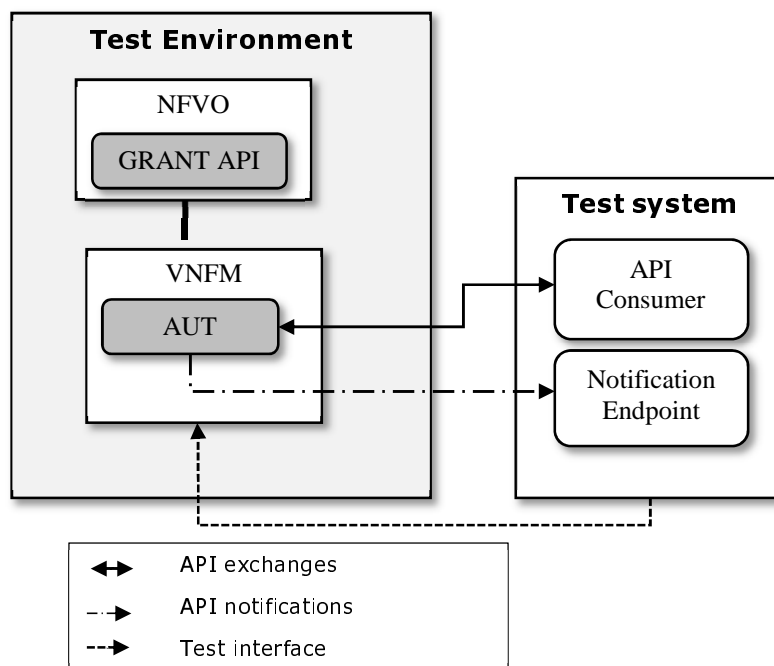 Test Environment
NFVO
GRANT API
VNFM
AUT
Test system
API
Consumer
Notification
Endpoint
API exchanges
API notifications
Test interface